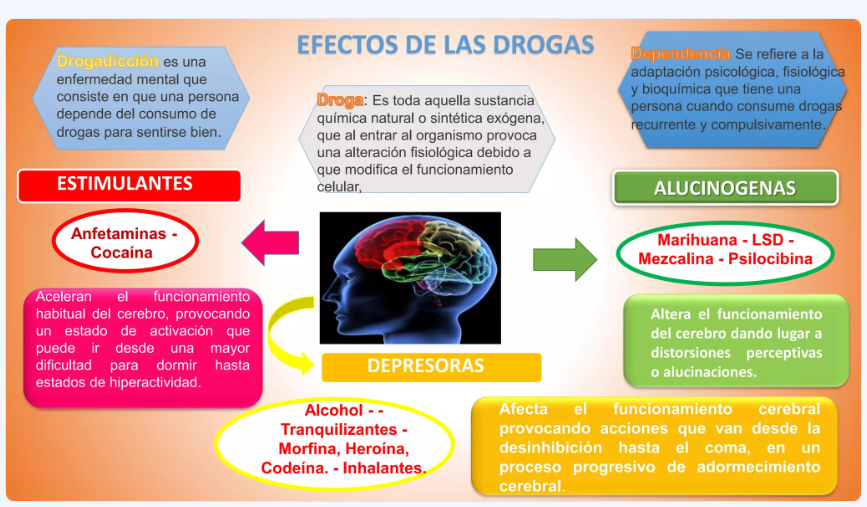 EFECTOS DE LAS DROGAS
Drogadicción es una
enfermedad mental que
consiste en que una persona
depende del consumo de
drogas para sentirse bien.
Droga: Es toda aquella sustancia
química natural o sintética exógena,
que al entrar al organismo provoca
una alteración fisiológica debido a
que modifica el funcionamiento
celular,
Dependencia Se refiere a la
adaptación psicológica, fisiológica
y bioquímica que tiene una
persona cuando consume drogas
recurrente y compulsivamente.
ESTIMULANTES
Anfetaminas -
Cocaína
Aceleran el funcionamiento
habitual del cerebro, provocando
un estado de activación que
puede ir desde una mayor
dificultad para dormir hasta
estados de hiperactividad.
ALUCINOGENAS
Marihuana - LSD -
Mezcalina - Psilocibina
Altera el funcionamiento
del cerebro dando lugar a
distorsiones perceptivas
o alucinaciones.
DEPRESORAS
Alcohol - -
Tranquilizantes -
Morfina, Heroína,
Codeína. - Inhalantes.
Afecta el funcionamiento cerebral
provocando acciones que van desde la
desinhibición hasta el coma, en un
proceso progresivo de adormecimiento
cerebral.